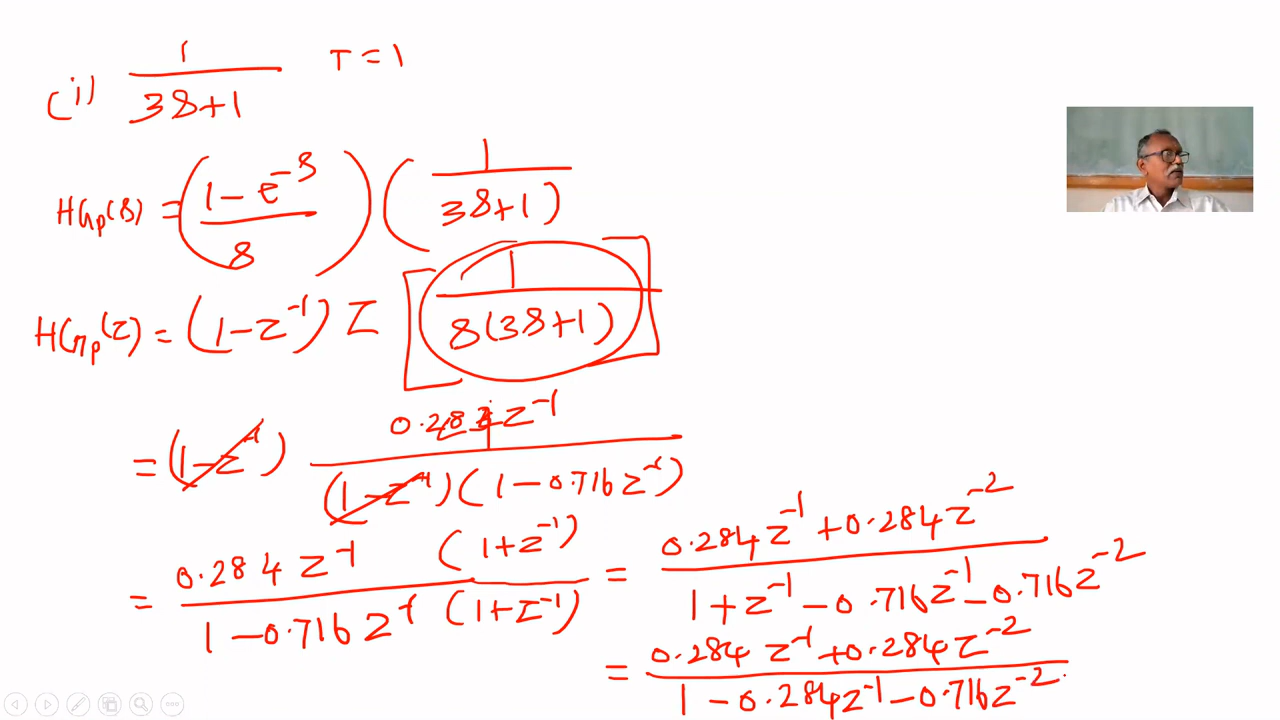 (i) 1/(3s+1) T = 1
HGp(s) = ((1 - e^-s)/s) (1/(3s+1))
HGp(z) = (1 - z^-1) Z [1/(s(3s+1))]
= (1 - z^-1) 0.284 z^-1/((1 - z^-1)(1 - 0.716 z^-1))
= 0.284 z^-1 (1 + z^-1)/(1 - 0.716 z^-1 (1 + z^-1)) = (0.284 z^-1 + 0.284 z^-2)/(1 + z^-1 - 0.716 z^-1 - 0.716 z^-2)
= (0.284 z^-1 + 0.284 z^-2)/(1 - 0.284 z^-1 - 0.716 z^-2)